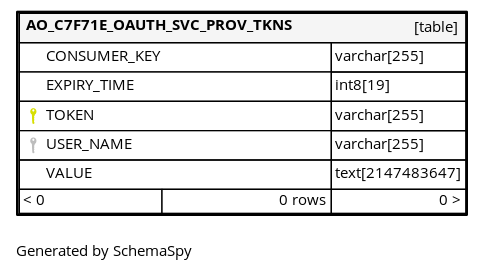 AO_C7F71E_OAUTH_SVC_PROV_TKNS [table]
CONSUMER_KEY varchar[255]
EXPIRY_TIME int8[19]
TOKEN varchar[255]
USER_NAME varchar[255]
VALUE text[2147483647]
< 0 0 rows 0 >
Generated by SchemaSpy